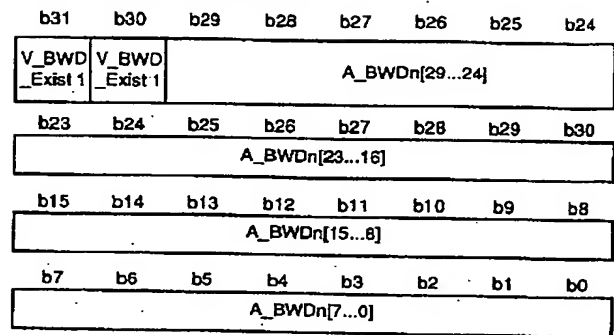 b31 b30 b29 b28 b27 b26 b25 b24
V_BWD _Exist 1 V_BWD _Exist 1 A_BWDn[29...24]
b23 b24 b25 b26 b27 b28 b29 b30
A_BWDn[23...16]
b15 b14 b13 b12 b11 b10 b9 b8
A_BWDn[15...8]
b7 b6 b5 b4 b3 b2 b1 b0
A_BWDn[7...0]